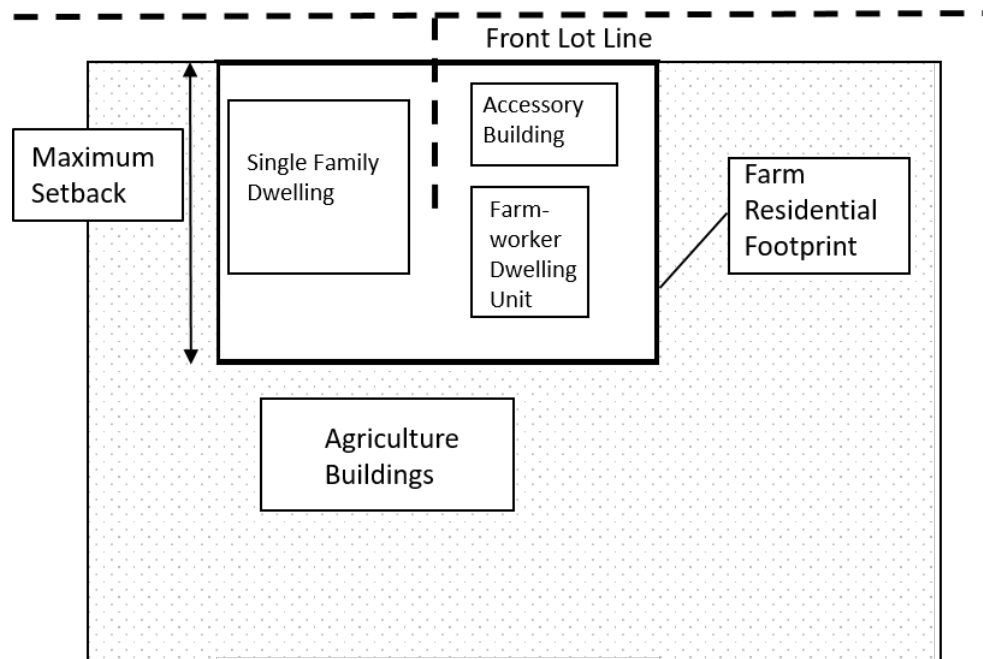 Front Lot Line
Maximum
Setback
Single Family
Dwelling
Accessory
Building
Farm-
worker
Dwelling
Unit
Farm
Residential
Footprint
Agriculture
Buildings